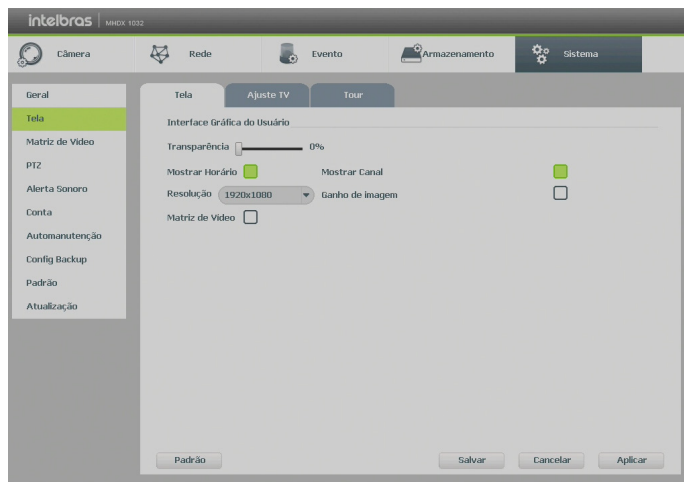 intelbras | MHDX 1032
Câmera Rede Evento Armazenamento Sistema
Geral
Tela
Matriz de Vídeo
PTZ
Alerta Sonoro
Conta
Automanutenção
Config Backup
Padrão
Atualização
Tela Ajuste TV Tour
Interface Gráfica do Usuário
Transparência 0%
Mostrar Horário Mostrar Canal
Resolução 1920x1080 Ganho de imagem
Matriz de Vídeo
Padrão Salvar Cancelar Aplicar